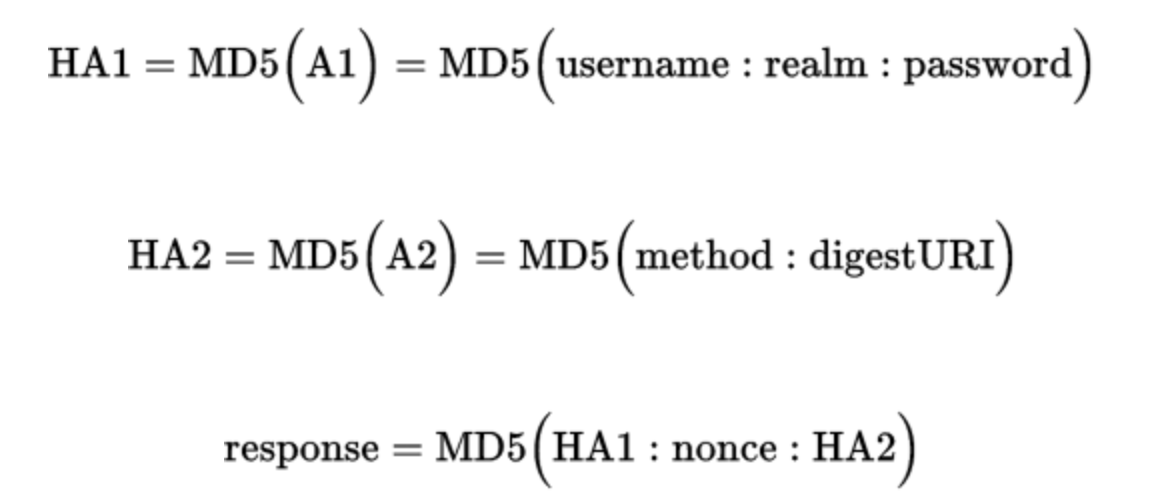 HA1 = MD5(A1) = MD5(username : realm : password)
HA2 = MD5(A2) = MD5(method : digestURI)
response = MD5(HA1 : nonce : HA2)